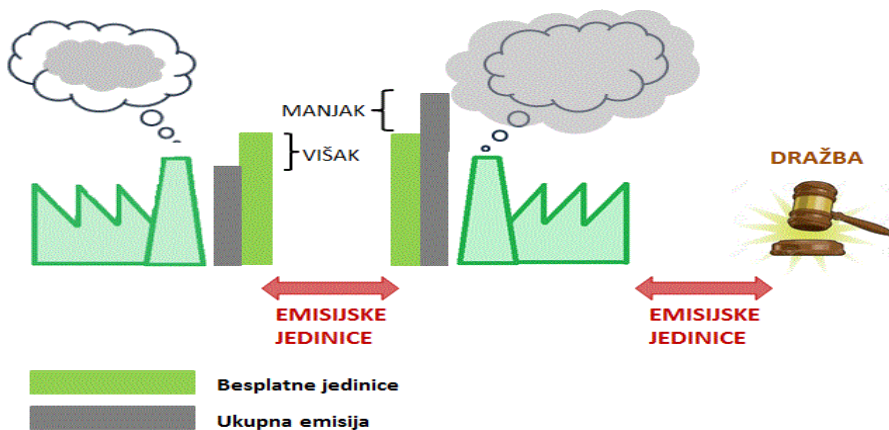 MANJAK
VIŠAK
DRAŽBA
EMISIJSKE
JEDINICE
EMISIJSKE
JEDINICE
Besplatne jedinice
Ukupna emisija